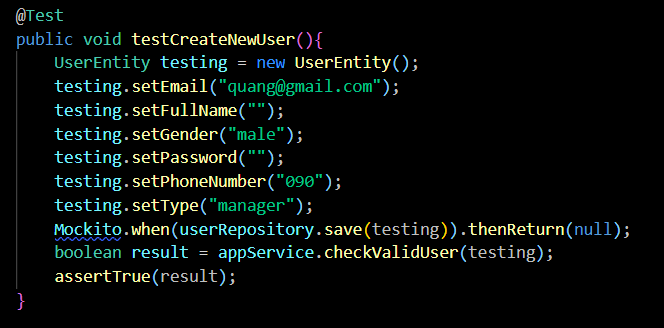 @Test
public void testCreateNewUser(){
    UserEntity testing = new UserEntity();
    testing.setEmail("quang@gmail.com");
    testing.setFullName("");
    testing.setGender("male");
    testing.setPassword("");
    testing.setPhoneNumber("090");
    testing.setType("manager");
    Mockito.when(userRepository.save(testing)).thenReturn(null);
    boolean result = appService.checkValidUser(testing);
    assertTrue(result);
}